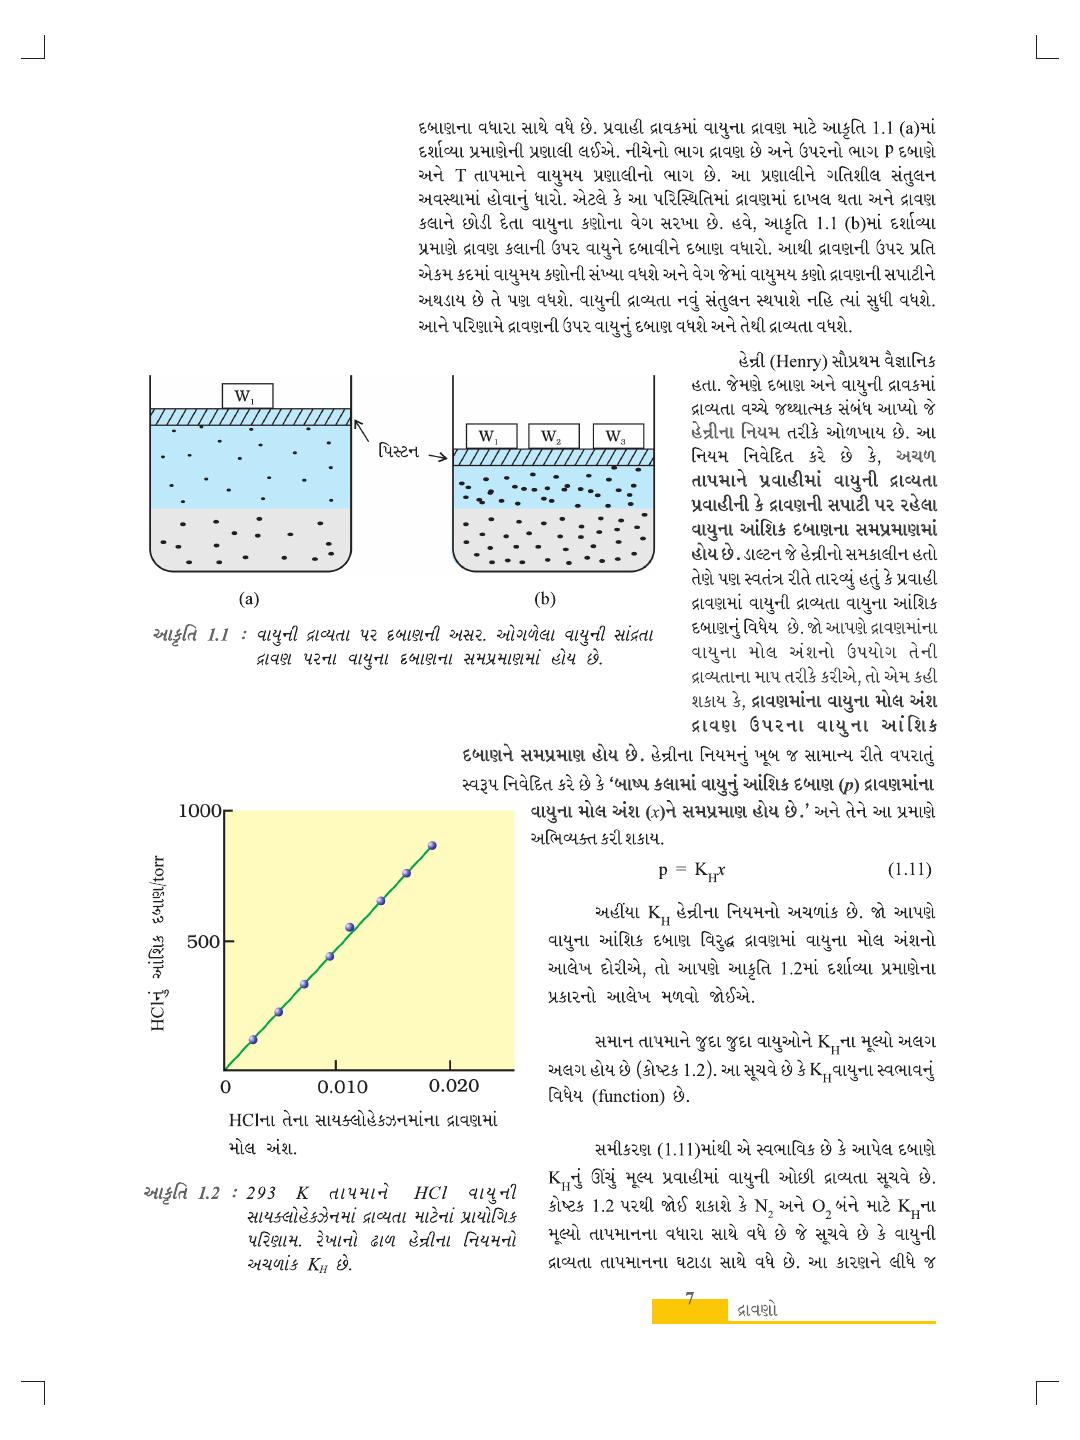 દબાણના વધારા સાથે વધે છે. પ્રવાહી દ્રાવકમાં વાયુના દ્રાવણ માટે આકૃતિ 1.1 (a)માં
દર્શાવ્યા પ્રમાણેની પ્રણાલી લઈએ. નીચેનો ભાગ દ્રાવણ છે અને ઉપરનો ભાગ p દબાણે
અને T તાપમાને વાયુમય પ્રણાલીનો ભાગ છે. આ પ્રણાલીને ગતિશીલ સંતુલન
અવસ્થામાં હોવાનું ધારો. એટલે કે આ પરિસ્થિતિમાં દ્રાવણમાં દાખલ થતા અને દ્રાવણ
કલાને છોડી દેતા વાયુના કણોના વેગ સરખા છે. હવે, આકૃતિ 1.1 (b)માં દર્શાવ્યા
પ્રમાણે દ્રાવણ કલાની ઉપર વાયુને દબાવીને દબાણ વધારો. આથી દ્રાવણની ઉપર પ્રતિ
એકમ કદમાં વાયુમય કણોની સંખ્યા વધશે અને વેગ જેમાં વાયુમય કણો દ્રાવણની સપાટીને
અથડાય છે તે પણ વધશે. વાયુની દ્રાવ્યતા નવું સંતુલન સ્થપાશે નહિ ત્યાં સુધી વધશે.
આને પરિણામે દ્રાવણની ઉપર વાયુનું દબાણ વધશે અને તેથી દ્રાવ્યતા વધશે.
હેન્રી (Henry) સૌપ્રથમ વૈજ્ઞાનિક
હતા. જેમણે દબાણ અને વાયુની દ્રાવકમાં
દ્રાવ્યતા વચ્ચે જથ્થાત્મક સંબંધ આપ્યો જે
હેન્રીના નિયમ તરીકે ઓળખાય છે. આ
નિયમ નિવેદિત કરે છે કે, અચળ
તાપમાને પ્રવાહીમાં વાયુની દ્રાવ્યતા
પ્રવાહીની કે દ્રાવણની સપાટી પર રહેલા
વાયુના આંશિક દબાણના સમપ્રમાણમાં
હોય છે. ડાલ્ટન જે હેન્રીનો સમકાલીન હતો
તેણે પણ સ્વતંત્ર રીતે તારવ્યું હતું કે પ્રવાહી
દ્રાવણમાં વાયુની દ્રાવ્યતા વાયુના આંશિક
દબાણનું વિધેય છે. જો આપણે દ્રાવણમાંના
વાયુના મોલ અંશનો ઉપયોગ તેની
દ્રાવ્યતાના માપ તરીકે કરીએ, તો એમ કહી
શકાય કે, દ્રાવણમાંના વાયુના મોલ અંશ
દ્રાવણ ઉપરના વાયુના આંશિક
W₁
પિસ્ટન
W₁ W₂ W₃
(a) (b)
આકૃતિ 1.1 : વાયુની દ્રાવ્યતા પર દબાણની અસર. ઓગળેલા વાયુની સાંદ્રતા
દ્રાવણ પરના વાયુના દબાણના સમપ્રમાણમાં હોય છે.
દબાણને સમપ્રમાણ હોય છે. હેન્રીના નિયમનું ખૂબ જ સામાન્ય રીતે વપરાતું
સ્વરૂપ નિવેદિત કરે છે કે ‘બાષ્પ કલામાં વાયુનું આંશિક દબાણ (p) દ્રાવણમાંના
વાયુના મોલ અંશ (x)ને સમપ્રમાણ હોય છે.’ અને તેને આ પ્રમાણે
અભિવ્યક્ત કરી શકાય.
p = K_H x (1.11)
અહીંયા K_H હેન્રીના નિયમનો અચળાંક છે. જો આપણે
વાયુના આંશિક દબાણ વિરુદ્ધ દ્રાવણમાં વાયુના મોલ અંશનો
આલેખ દોરીએ, તો આપણે આકૃતિ 1.2માં દર્શાવ્યા પ્રમાણેના
પ્રકારનો આલેખ મળવો જોઈએ.
સમાન તાપમાને જુદા જુદા વાયુઓને K_Hના મૂલ્યો અલગ
અલગ હોય છે (કોષ્ટક 1.2). આ સૂચવે છે કે K_H વાયુના સ્વભાવનું
વિધેય (function) છે.
સમીકરણ (1.11)માંથી એ સ્વભાવિક છે કે આપેલ દબાણે
K_Hનું ઊંચું મૂલ્ય પ્રવાહીમાં વાયુની ઓછી દ્રાવ્યતા સૂચવે છે.
કોષ્ટક 1.2 પરથી જોઈ શકાશે કે N₂ અને O₂ બંને માટે K_Hના
મૂલ્યો તાપમાનના વધારા સાથે વધે છે જે સૂચવે છે કે વાયુની
દ્રાવ્યતા તાપમાનના ઘટાડા સાથે વધે છે. આ કારણને લીધે જ
HClનું આંશિક દબાણ/torr
1000
500
0 0.010 0.020
HClના તેના સાયક્લોહેકઝનમાંના દ્રાવણમાં
મોલ અંશ.
આકૃતિ 1.2 : 293 K તાપમાને HCl વાયુની
સાયક્લોહેક્ઝેનમાં દ્રાવ્યતા માટેનાં પ્રાયોગિક
પરિણામ. રેખાનો ઢાળ હેન્રીના નિયમનો
અચળાંક K_H છે.
7 દ્રાવણો